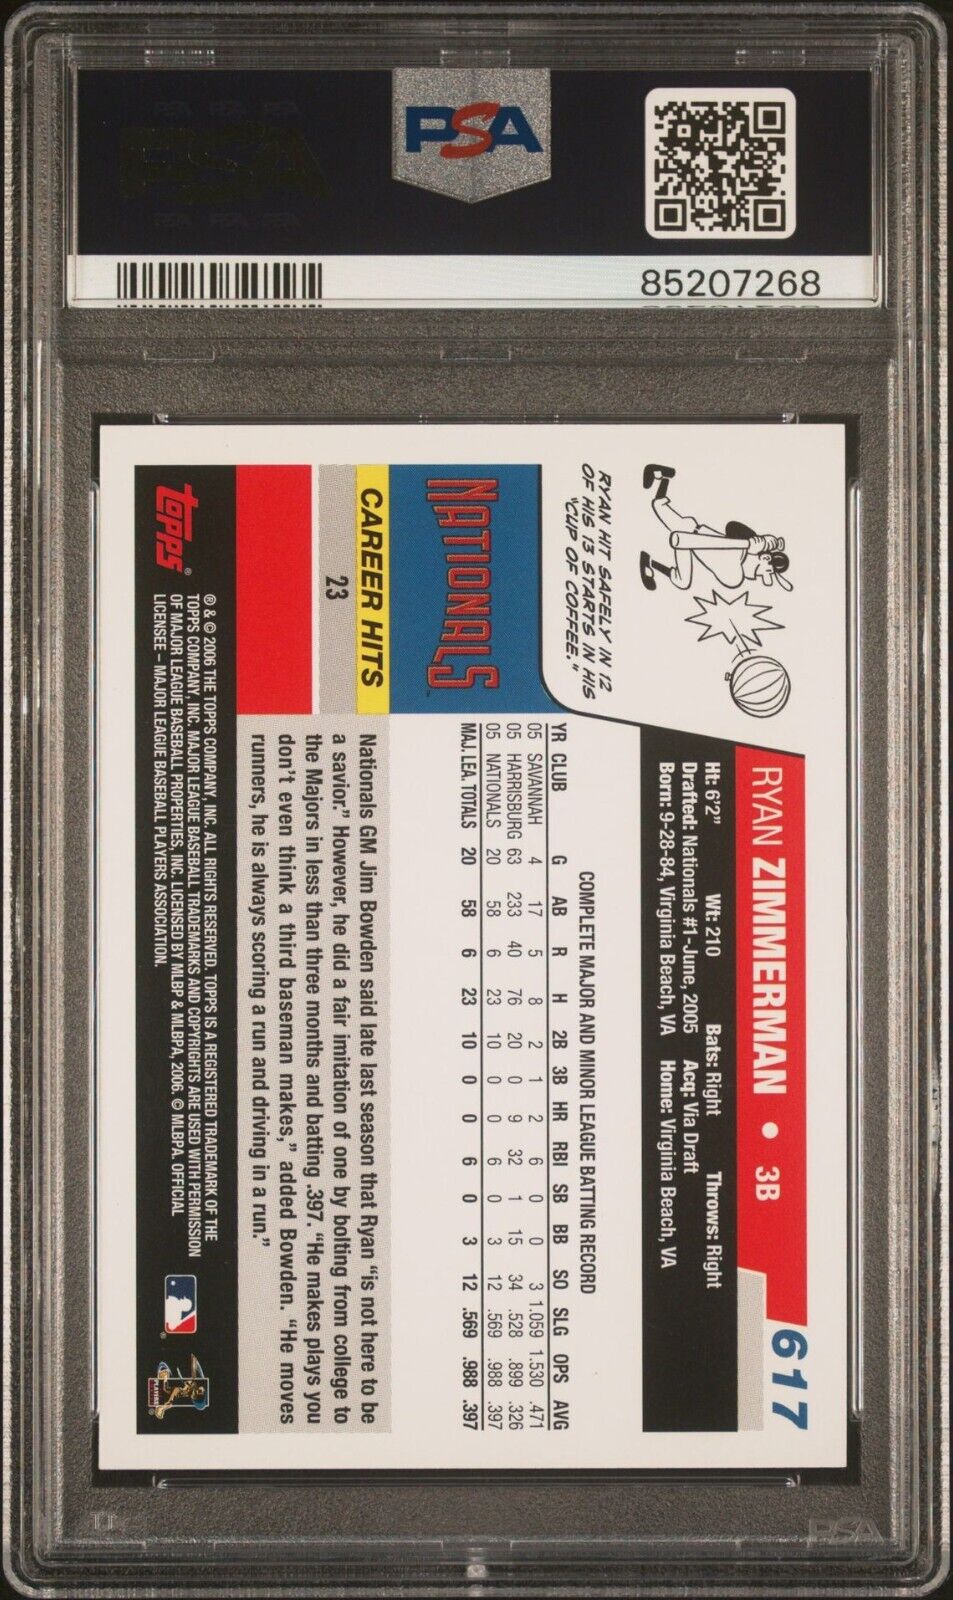 PSA
85207268
RYAN HIT SAFELY IN 12
OF HIS 13 STARTS IN HIS
"CUP OF COFFEE."
RYAN ZIMMERMAN • 3B
617
Ht: 6'2" Wt: 210 Bats: Right Throws: Right
Drafted: Nationals #1-June, 2005 Acq: Via Draft
Born: 9-28-84, Virginia Beach, VA Home: Virginia Beach, VA
NATIONALS™
COMPLETE MAJOR AND MINOR LEAGUE BATTING RECORD
YR CLUB G AB R H 2B 3B HR RBI SB BB SO SLG OPS AVG
05 SAVANNAH 4 17 5 8 2 1 2 6 0 0 3 1.059 1.530 .471
05 HARRISBURG 63 233 40 76 20 0 9 32 1 15 34 .528 .899 .326
05 NATIONALS 20 58 6 23 10 0 0 6 0 3 12 .569 .988 .397
MAJ. LEA. TOTALS 20 58 6 23 10 0 0 6 0 3 12 .569 .988 .397
CAREER HITS
23
Nationals GM Jim Bowden said late last season that Ryan "is not here to be
a savior." However, he did a fair imitation of one by bolting from college to
the Majors in less than three months and batting .397. "He makes plays you
don't even think a third baseman makes," added Bowden. "He moves
runners, he is always scoring a run and driving in a run."
topps®
® & © 2006 THE TOPPS COMPANY, INC. ALL RIGHTS RESERVED. TOPPS IS A REGISTERED TRADEMARK OF THE
TOPPS COMPANY, INC. MAJOR LEAGUE BASEBALL TRADEMARKS AND COPYRIGHTS ARE USED WITH PERMISSION
OF MAJOR LEAGUE BASEBALL PROPERTIES, INC. LICENSED BY MLBP & MLBPA, 2006. © MLBPA. OFFICIAL
LICENSEE – MAJOR LEAGUE BASEBALL PLAYERS ASSOCIATION.
PSA